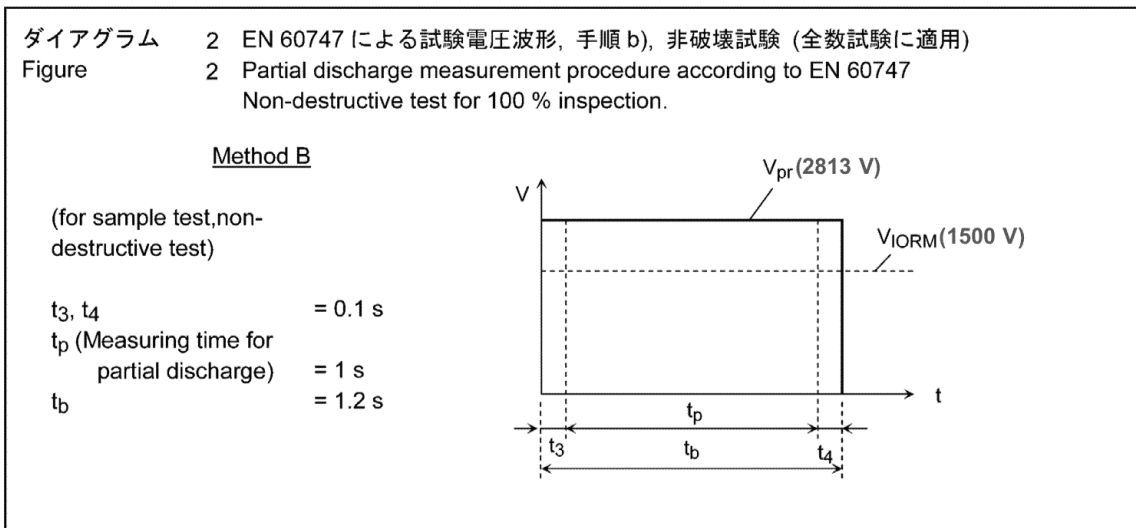 ダイアグラム 2 EN 60747 による試験電圧波形, 手順 b), 非破壊試験 (全数試験に適用)
Figure 2 Partial discharge measurement procedure according to EN 60747
Non-destructive test for 100 % inspection.
Method B
(for sample test,non-
destructive test)
t3, t4 = 0.1 s
tp (Measuring time for
partial discharge) = 1 s
tb = 1.2 s
Vpr(2813 V)
V
VIORM(1500 V)
t
tp
t3 tb t4